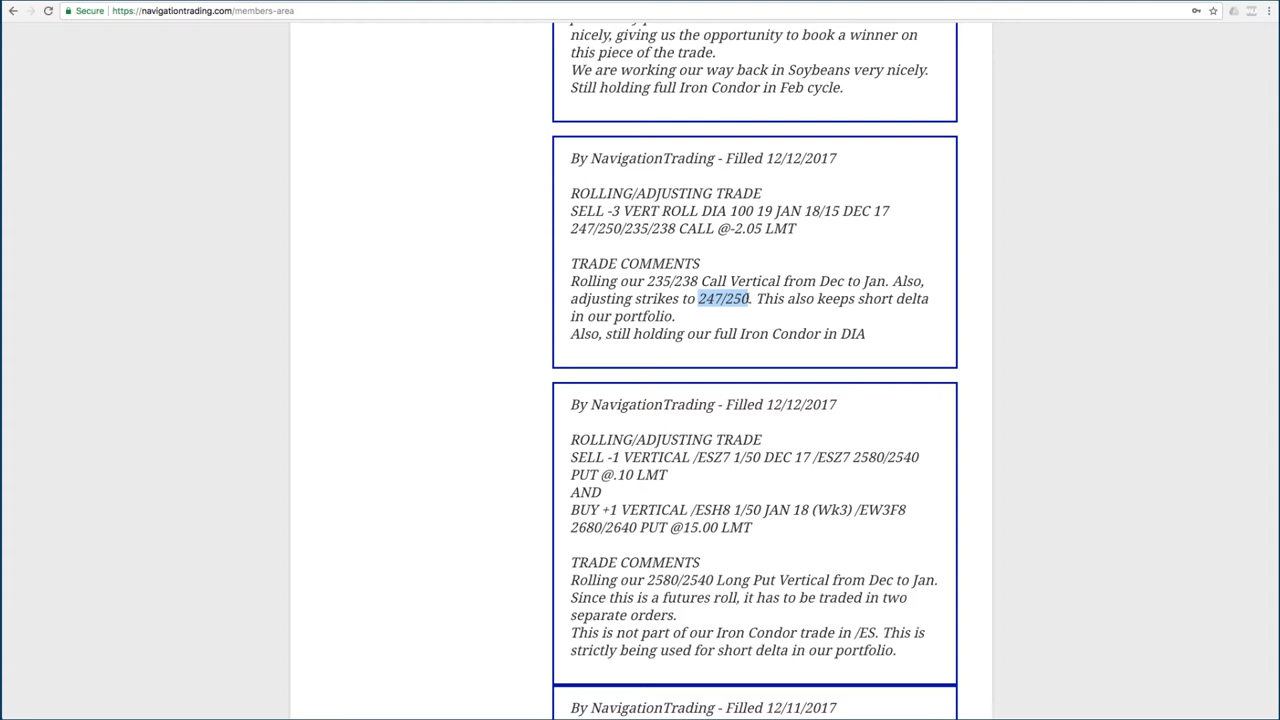 Secure https://navigationtrading.com/members-area
nicely, giving us the opportunity to book a winner on
this piece of the trade.
We are working our way back in Soybeans very nicely.
Still holding full Iron Condor in Feb cycle.
By NavigationTrading - Filled 12/12/2017
ROLLING/ADJUSTING TRADE
SELL -3 VERT ROLL DIA 100 19 JAN 18/15 DEC 17
247/250/235/238 CALL @-2.05 LMT
TRADE COMMENTS
Rolling our 235/238 Call Vertical from Dec to Jan. Also,
adjusting strikes to 247/250. This also keeps short delta
in our portfolio.
Also, still holding our full Iron Condor in DIA
By NavigationTrading - Filled 12/12/2017
ROLLING/ADJUSTING TRADE
SELL -1 VERTICAL /ESZ7 1/50 DEC 17 /ESZ7 2580/2540
PUT @.10 LMT
AND
BUY +1 VERTICAL /ESH8 1/50 JAN 18 (Wk3) /EW3F8
2680/2640 PUT @15.00 LMT
TRADE COMMENTS
Rolling our 2580/2540 Long Put Vertical from Dec to Jan.
Since this is a futures roll, it has to be traded in two
separate orders.
This is not part of our Iron Condor trade in /ES. This is
strictly being used for short delta in our portfolio.
By NavigationTrading - Filled 12/11/2017